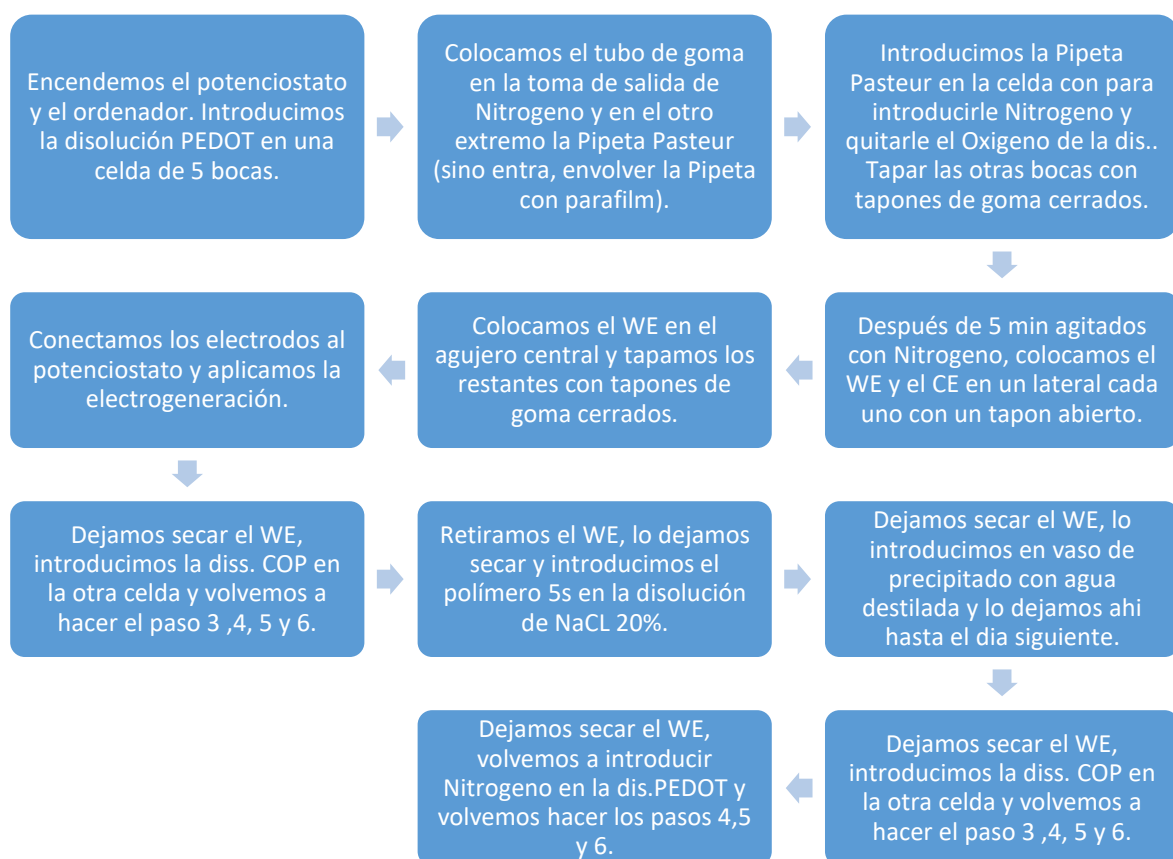 Encendemos el potenciostato
y el ordenador. Introducimos
la disolución PEDOT en una
celda de 5 bocas.
Colocamos el tubo de goma
en la toma de salida de
Nitrogeno y en el otro
extremo la Pipeta Pasteur
(sino entra, envolver la Pipeta
con parafilm).
Introducimos la Pipeta
Pasteur en la celda con para
introducirle Nitrogeno y
quitarle el Oxigeno de la dis..
Tapar las otras bocas con
tapones de goma cerrados.
Después de 5 min agitados
con Nitrogeno, colocamos el
WE y el CE en un lateral cada
uno con un tapon abierto.
Colocamos el WE en el
agujero central y tapamos los
restantes con tapones de
goma cerrados.
Conectamos los electrodos al
potenciostato y aplicamos la
electrogeneración.
Dejamos secar el WE,
introducimos la diss. COP en
la otra celda y volvemos a
hacer el paso 3 ,4, 5 y 6.
Retiramos el WE, lo dejamos
secar y introducimos el
polímero 5s en la disolución
de NaCL 20%.
Dejamos secar el WE, lo
introducimos en vaso de
precipitado con agua
destilada y lo dejamos ahi
hasta el dia siguiente.
Dejamos secar el WE,
introducimos la diss. COP en
la otra celda y volvemos a
hacer el paso 3 ,4, 5 y 6.
Dejamos secar el WE,
volvemos a introducir
Nitrogeno en la dis.PEDOT y
volvemos hacer los pasos 4,5
y 6.